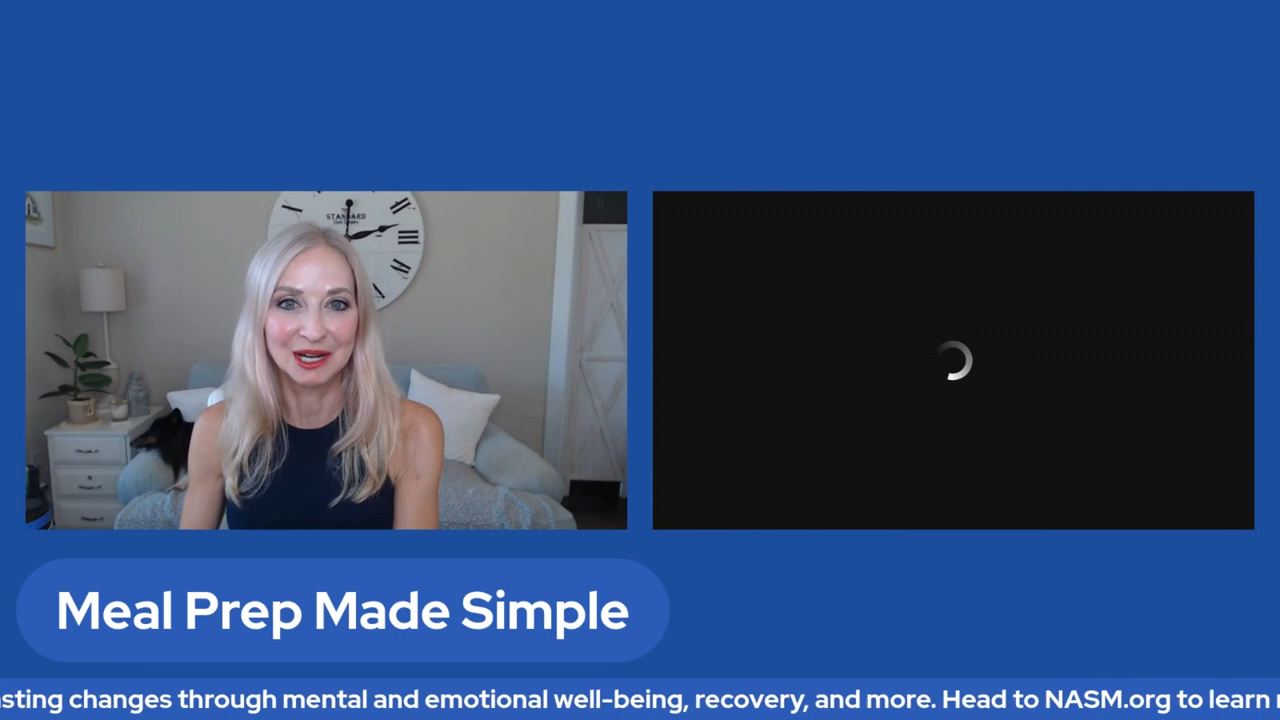 STANDARD
Meal Prep Made Simple
sting changes through mental and emotional well-being, recovery, and more. Head to NASM.org to learn